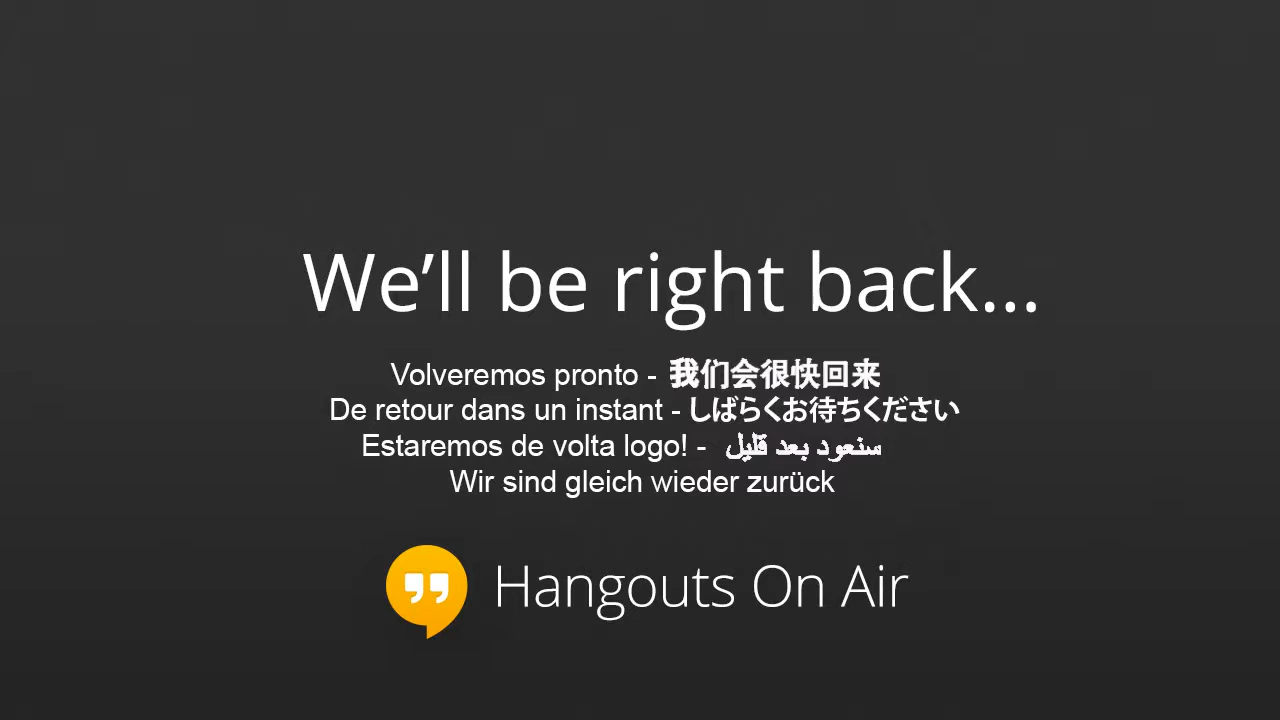 We’ll be right back...
Volveremos pronto - 我们会很快回来
De retour dans un instant - しばらくお待ちください
Estaremos de volta logo! - سنعود بعد قليل
Wir sind gleich wieder zurück
Hangouts On Air